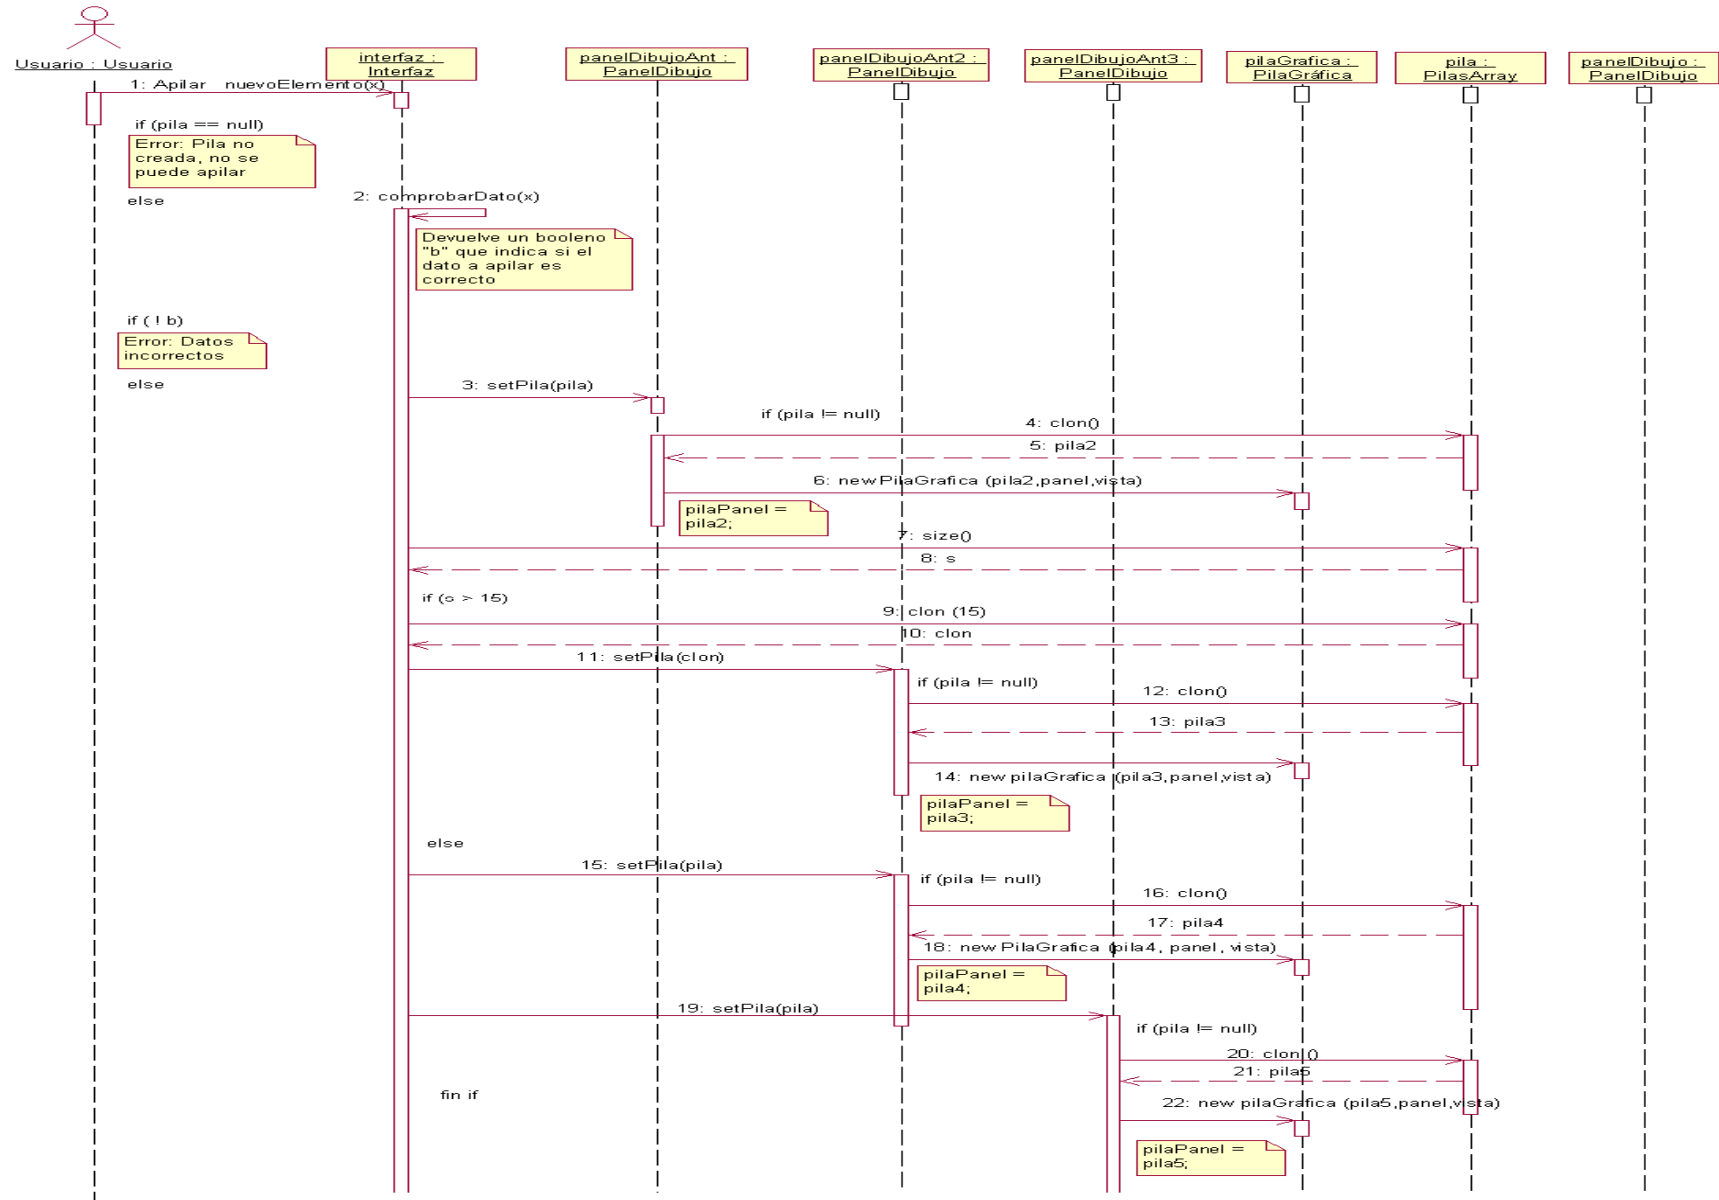 Usuario : Usuario
interfaz :
Interfaz
panelDibujoAnt :
PanelDibujo
panelDibujoAnt2 :
PanelDibujo
panelDibujoAnt3 :
PanelDibujo
pilaGrafica :
PilaGráfica
pila :
PilasArray
panelDibujo :
PanelDibujo
1: Apilar nuevoElemento(x)
if (pila == null)
Error: Pila no
creada, no se
puede apilar
else
2: comprobarDato(x)
Devuelve un booleno
"b" que indica si el
dato a apilar es
correcto
if ( ! b)
Error: Datos
incorrectos
else
3: setPila(pila)
if (pila != null)
4: clon()
5: pila2
6: new PilaGrafica (pila2,panel,vista)
pilaPanel =
pila2;
7: size()
8: s
if (s > 15)
9: clon (15)
10: clon
11: setPila(clon)
if (pila != null)
12: clon()
13: pila3
14: new pilaGrafica (pila3,panel,vista)
pilaPanel =
pila3;
else
15: setPila(pila)
if (pila != null)
16: clon()
17: pila4
18: new PilaGrafica (pila4, panel, vista)
pilaPanel =
pila4;
19: setPila(pila)
if (pila != null)
20: clon ()
21: pila5
fin if
22: new pilaGrafica (pila5,panel,vista)
pilaPanel =
pila5;